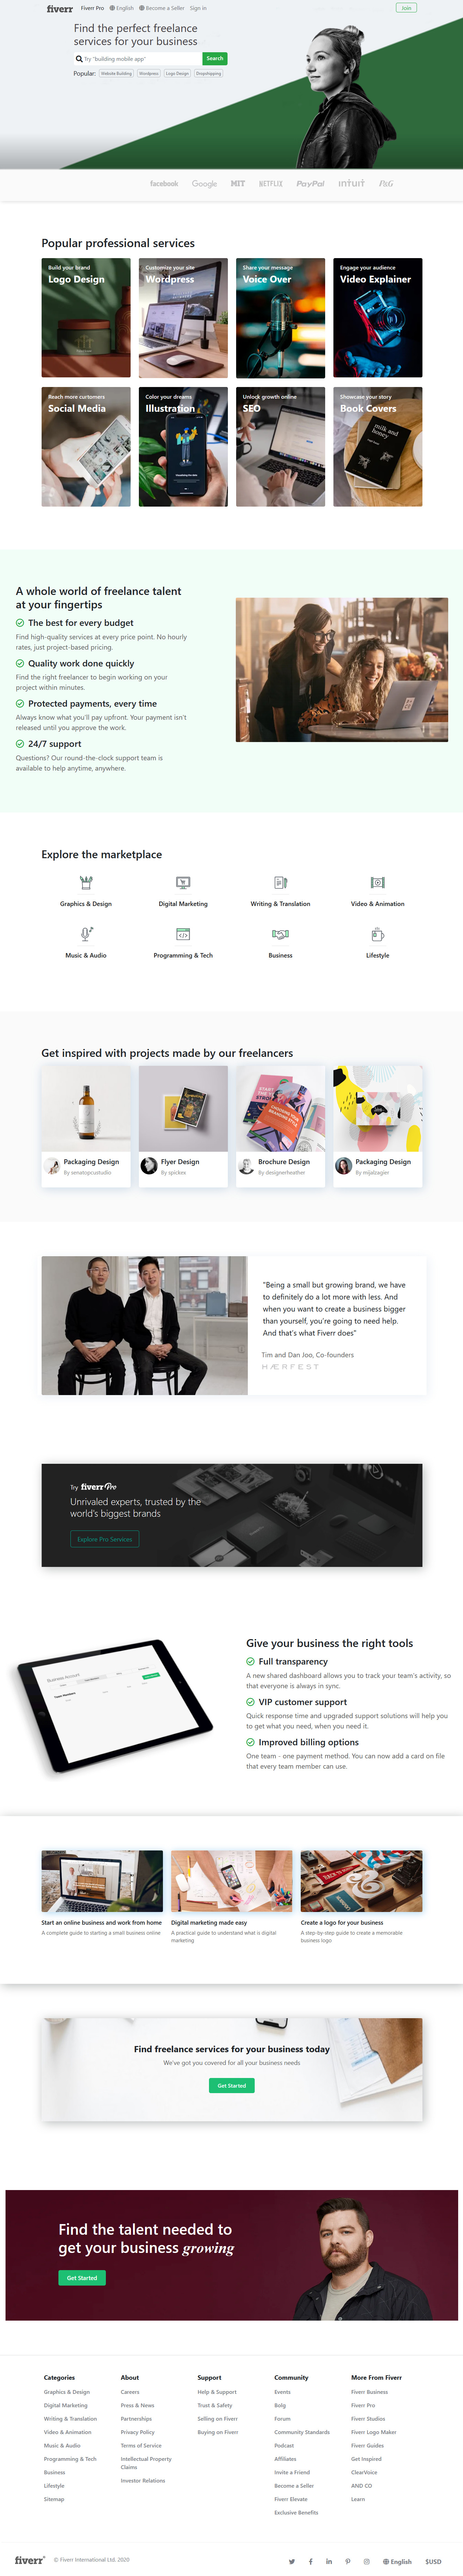 fiverr Fiverr Pro English Become a Seller Sign in Join
Find the perfect freelance
services for your business
Try "building mobile app" Search
Popular: Website Building Wordpress Logo Design Dropshipping
facebook Google MIT NETFLIX PayPal intuit P&G
Popular professional services
Build your brand
Logo Design
Customize your site
Wordpress
Share your message
Voice Over
Engage your audience
Video Explainer
Reach more customers
Social Media
Color your dreams
Illustration
Unlock growth online
SEO
Showcase your story
Book Covers
milk and
honey
A whole world of freelance talent
at your fingertips
The best for every budget
Find high-quality services at every price point. No hourly
rates, just project-based pricing.
Quality work done quickly
Find the right freelancer to begin working on your
project within minutes.
Protected payments, every time
Always know what you'll pay upfront. Your payment isn't
released until you approve the work.
24/7 support
Questions? Our round-the-clock support team is
available to help anytime, anywhere.
Explore the marketplace
Graphics & Design
Digital Marketing
Writing & Translation
Video & Animation
Music & Audio
Programming & Tech
Business
Lifestyle
Get inspired with projects made by our freelancers
Packaging Design
By senatopcustudio
Flyer Design
By spickex
Brochure Design
By designerheather
Packaging Design
By mijalzagier
"Being a small but growing brand, we have
to definitely do a lot more with less. And
when you want to create a business bigger
than yourself, you're going to need help.
And that's what Fiverr does"
Tim and Dan Joo, Co-founders
HÆRFEST
Try fiverr Pro
Unrivaled experts, trusted by the
world's biggest brands
Explore Pro Services
Business Account
Give your business the right tools
Full transparency
A new shared dashboard allows you to track your team's activity, so
that everyone is always in sync.
VIP customer support
Quick response time and upgraded support solutions will help you
to get what you need, when you need it.
Improved billing options
One team - one payment method. You can now add a card on file
that every team member can use.
Start an online business and work from home
A complete guide to starting a small business online
Digital marketing made easy
A practical guide to understand what is digital
marketing
Create a logo for your business
A step-by-step guide to create a memorable
business logo
Find freelance services for your business today
We've got you covered for all your business needs
Get Started
Find the talent needed to
get your business growing
Get Started
Categories
Graphics & Design
Digital Marketing
Writing & Translation
Video & Animation
Music & Audio
Programming & Tech
Business
Lifestyle
Sitemap
About
Careers
Press & News
Partnerships
Privacy Policy
Terms of Service
Intellectual Property
Claims
Investor Relations
Support
Help & Support
Trust & Safety
Selling on Fiverr
Buying on Fiverr
Community
Events
Bolg
Forum
Community Standards
Podcast
Affiliates
Invite a Friend
Become a Seller
Fiverr Elevate
Exclusive Benefits
More From Fiverr
Fiverr Business
Fiverr Pro
Fiverr Studios
Fiverr Logo Maker
Fiverr Guides
Get Inspired
ClearVoice
AND CO
Learn
fiverr® © Fiverr International Ltd. 2020 English $USD